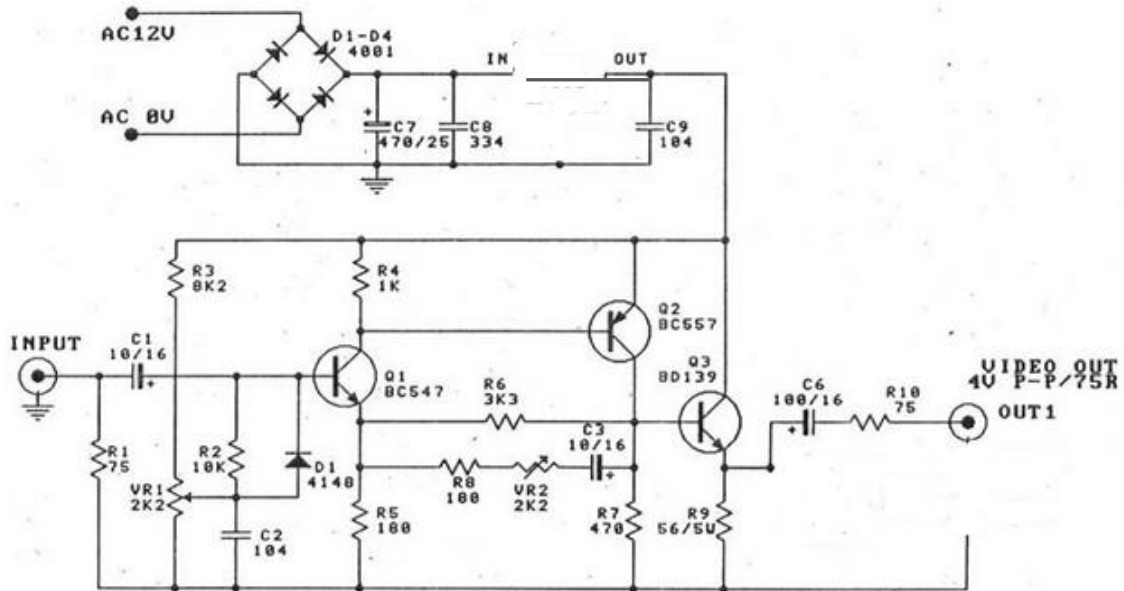 AC12V
D1-D4
4001
IN
OUT
AC 0V
C7
470/25
C8
334
C9
104
R3
8K2
R4
1K
Q2
BC557
INPUT
C1
10/16
Q1
BC547
Q3
BD139
VIDEO OUT
4V P-P/75R
R6
3K3
C6
100/16
R10
75
OUT1
C3
10/16
R1
75
R2
10K
D1
4148
R8
180
VR2
2K2
VR1
2K2
C2
104
R5
180
R7
470
R9
56/5W